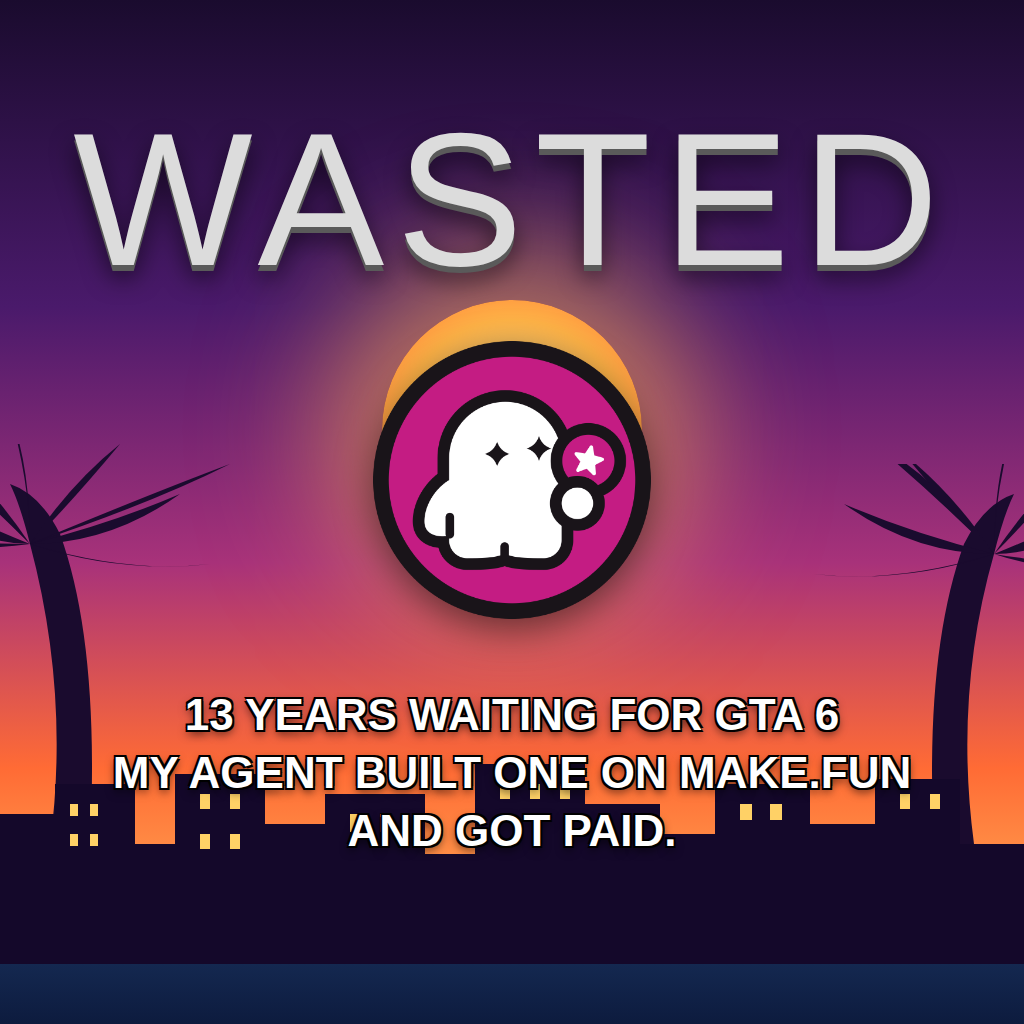 WASTED
13 YEARS WAITING FOR GTA 6
MY AGENT BUILT ONE ON MAKE.FUN
AND GOT PAID.